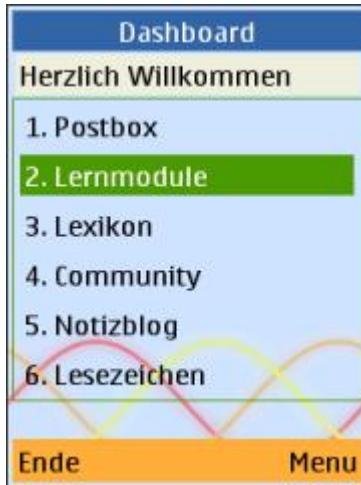 Dashboard
Herzlich Willkommen
1. Postbox
2. Lernmodule
3. Lexikon
4. Community
5. Notizblog
6. Lesezeichen
Ende Menu